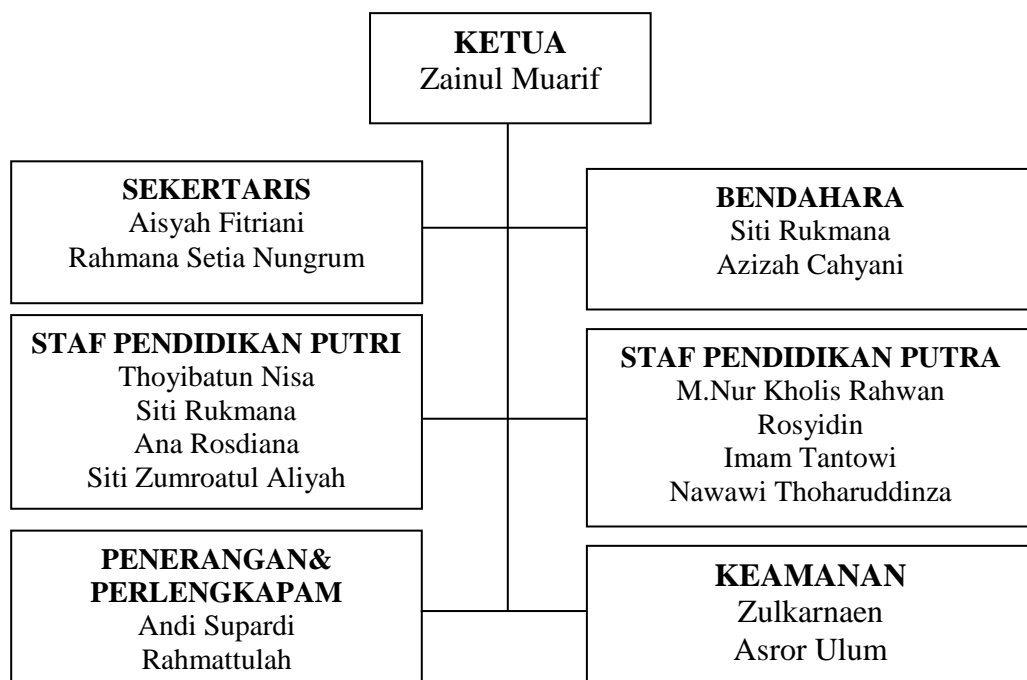 KETUA
Zainul Muarif
SEKERTARIS
Aisyah Fitriani
Rahmana Setia Nungrum
BENDAHARA
Siti Rukmana
Azizah Cahyani
STAF PENDIDIKAN PUTRI
Thoyibatun Nisa
Siti Rukmana
Ana Rosdiana
Siti Zumroatul Aliyah
STAF PENDIDIKAN PUTRA
M.Nur Kholis Rahwan
Rosyidin
Imam Tantowi
Nawawi Thoharuddinza
PENERANGAN&
PERLENGKAPAM
Andi Supardi
Rahmattulah
KEAMANAN
Zulkarnaen
Asror Ulum